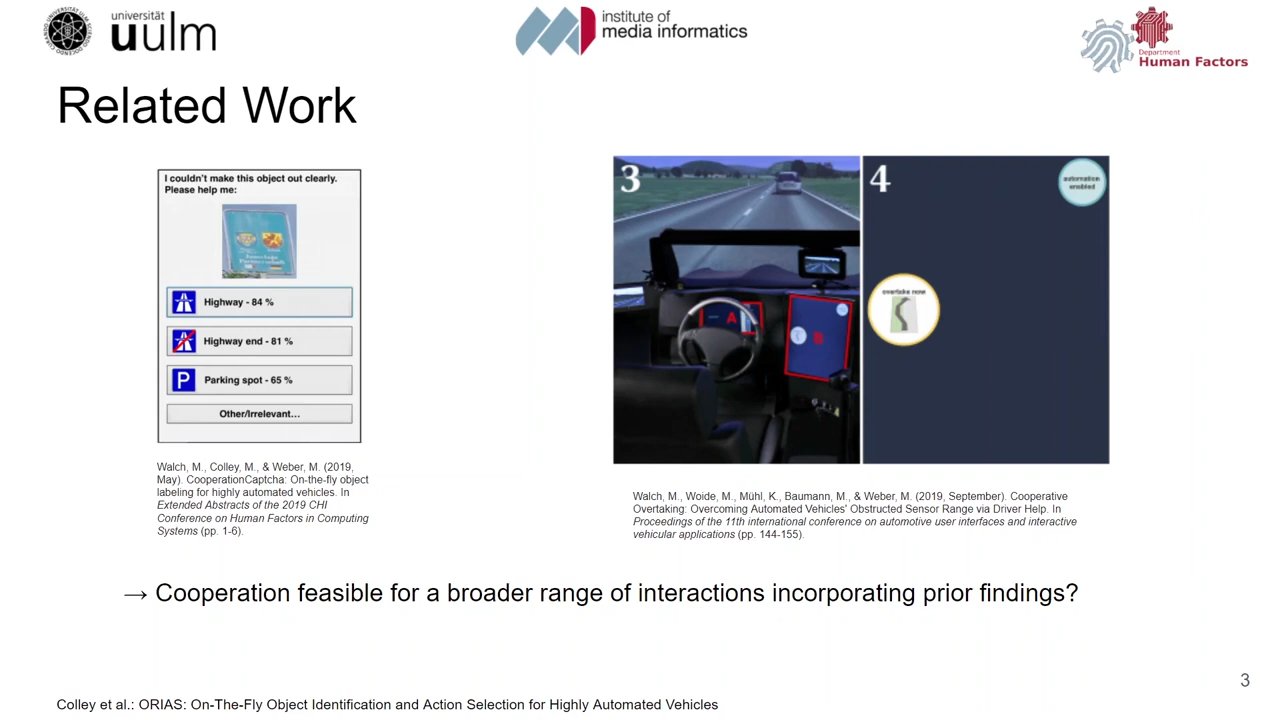 universität
uulm
institute of
media informatics
Department
Human Factors
Related Work
I couldn't make this object out clearly.
Please help me:
Highway - 84 %
Highway end - 81 %
P
Parking spot - 65 %
Other/Irrelevant...
3
A
B
4
automation
enabled
overtake now
Walch, M., Colley, M., & Weber, M. (2019,
May). CooperationCaptcha: On-the-fly object
labeling for highly automated vehicles. In
Extended Abstracts of the 2019 CHI
Conference on Human Factors in Computing
Systems (pp. 1-6).
Walch, M., Woide, M., Mühl, K., Baumann, M., & Weber, M. (2019, September). Cooperative
Overtaking: Overcoming Automated Vehicles' Obstructed Sensor Range via Driver Help. In
Proceedings of the 11th international conference on automotive user interfaces and interactive
vehicular applications (pp. 144-155).
→ Cooperation feasible for a broader range of interactions incorporating prior findings?
3
Colley et al.: ORIAS: On-The-Fly Object Identification and Action Selection for Highly Automated Vehicles